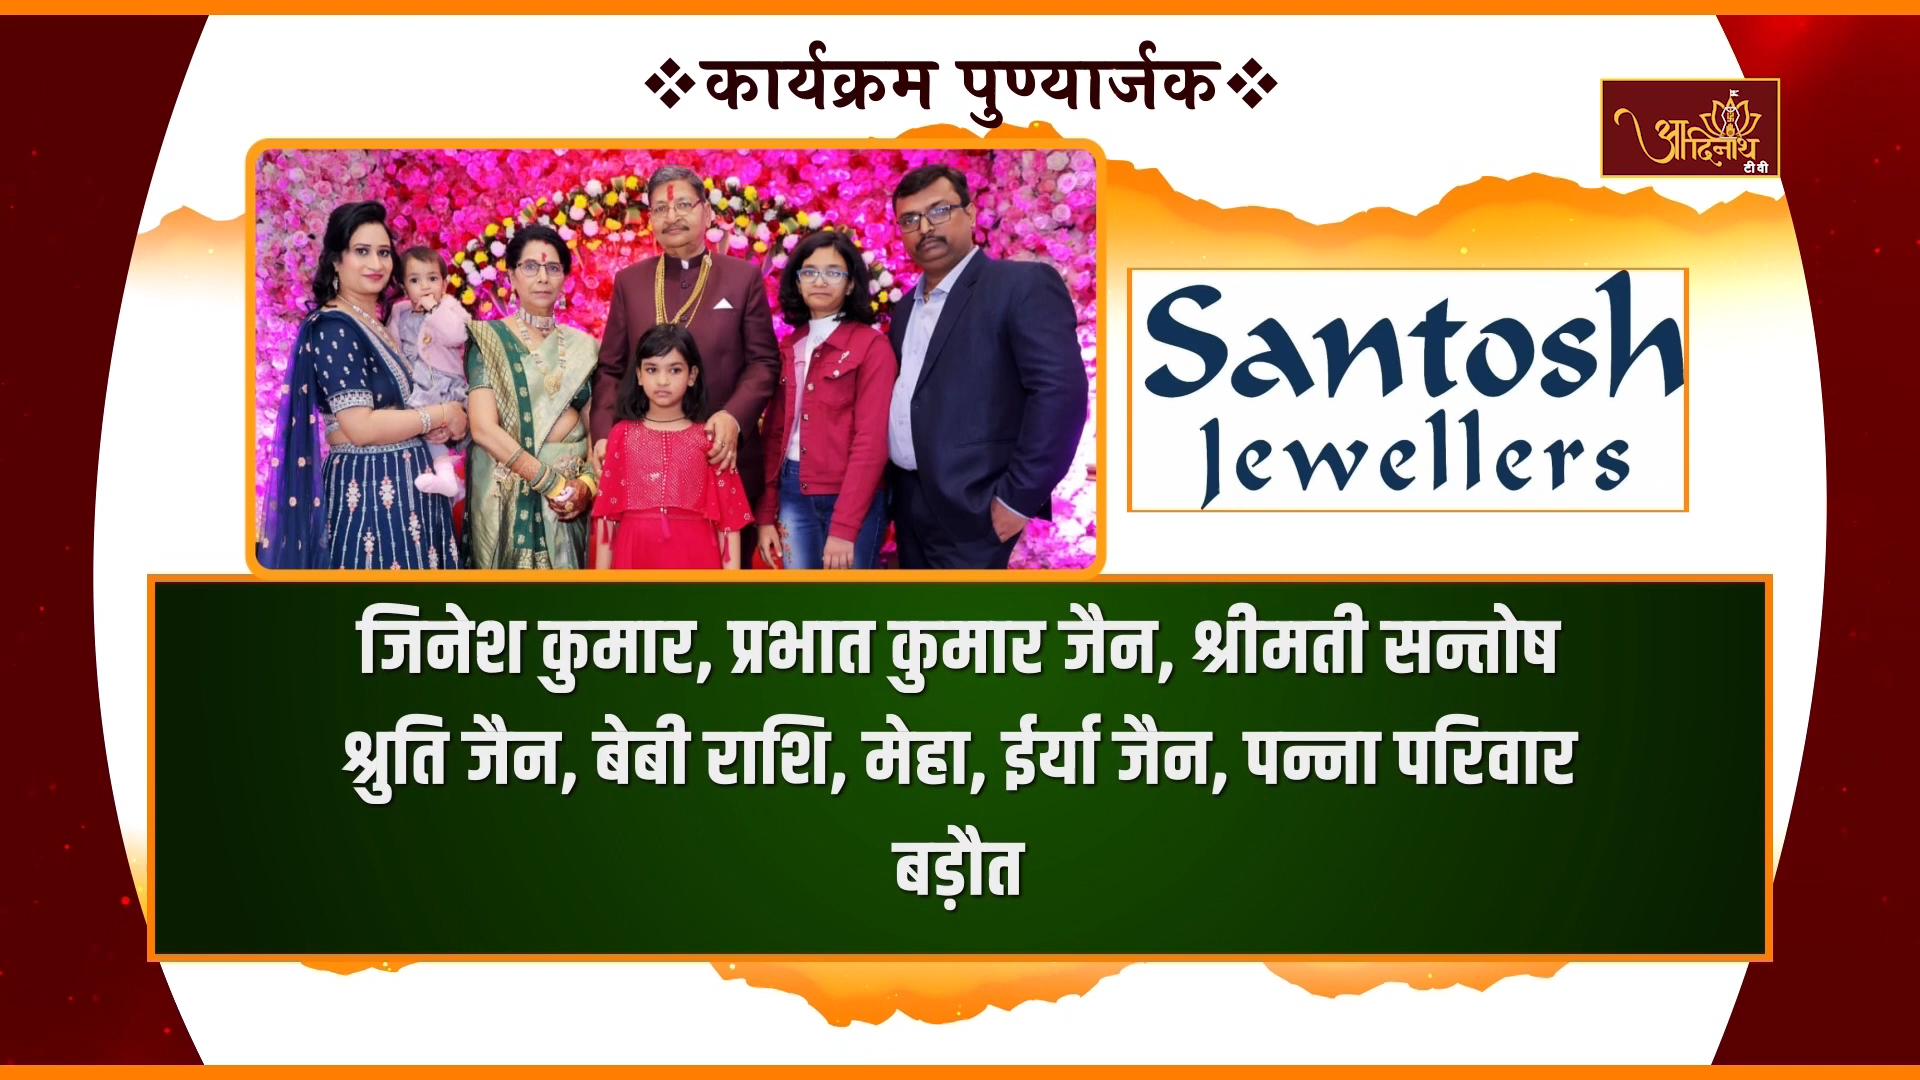 ❖कार्यक्रम पुण्यार्जक❖
आदिनाथ
टीवी
Santosh
Jewellers
जिनेश कुमार, प्रभात कुमार जैन, श्रीमती सन्तोष
श्रुति जैन, बेबी राशि, मेहा, ईर्या जैन, पन्ना परिवार
बड़ौत